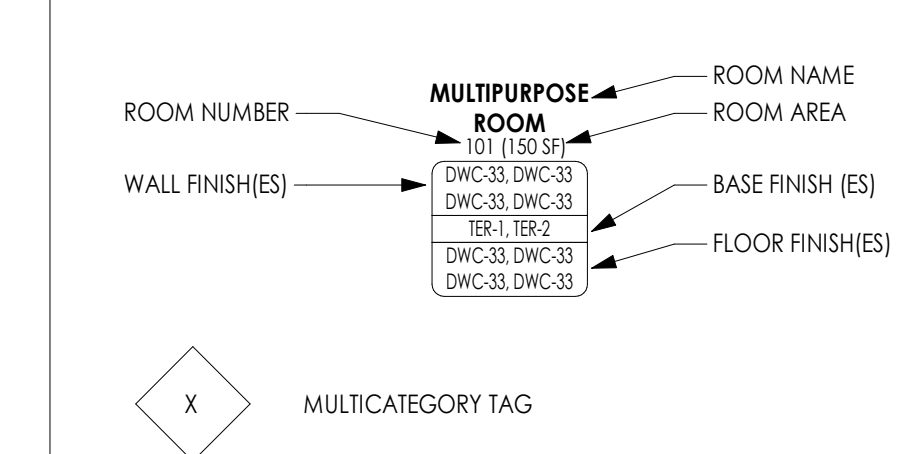 ROOM NAME
MULTIPURPOSE
ROOM NUMBER
ROOM
ROOM AREA
101 (150 SF)
WALL FINISH(ES)
DWC-33, DWC-33
DWC-33, DWC-33
BASE FINISH (ES)
TER-1, TER-2
FLOOR FINISH(ES)
DWC-33, DWC-33
DWC-33, DWC-33
X
MULTICATEGORY TAG